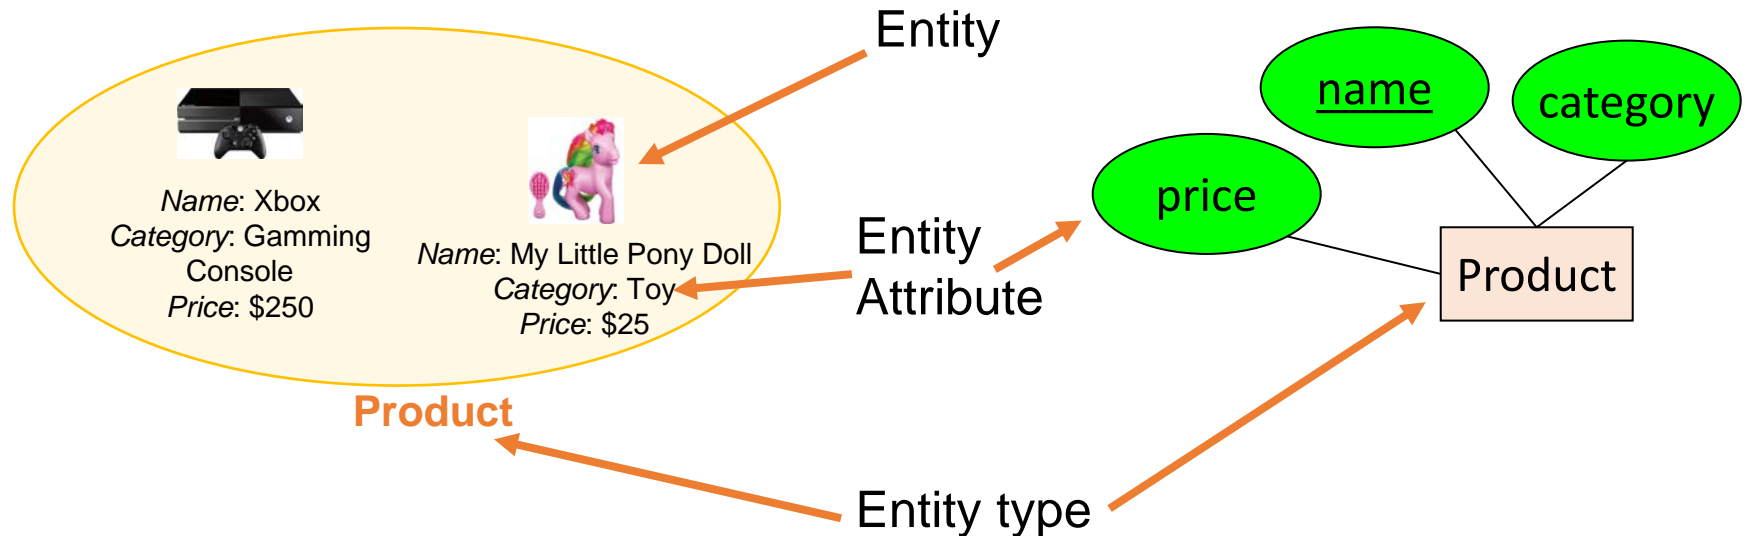 Entity
name
category
price
Name: Xbox
Category: Gamming
Console
Price: $250
Name: My Little Pony Doll
Category: Toy
Price: $25
Entity
Attribute
Product
Product
Entity type